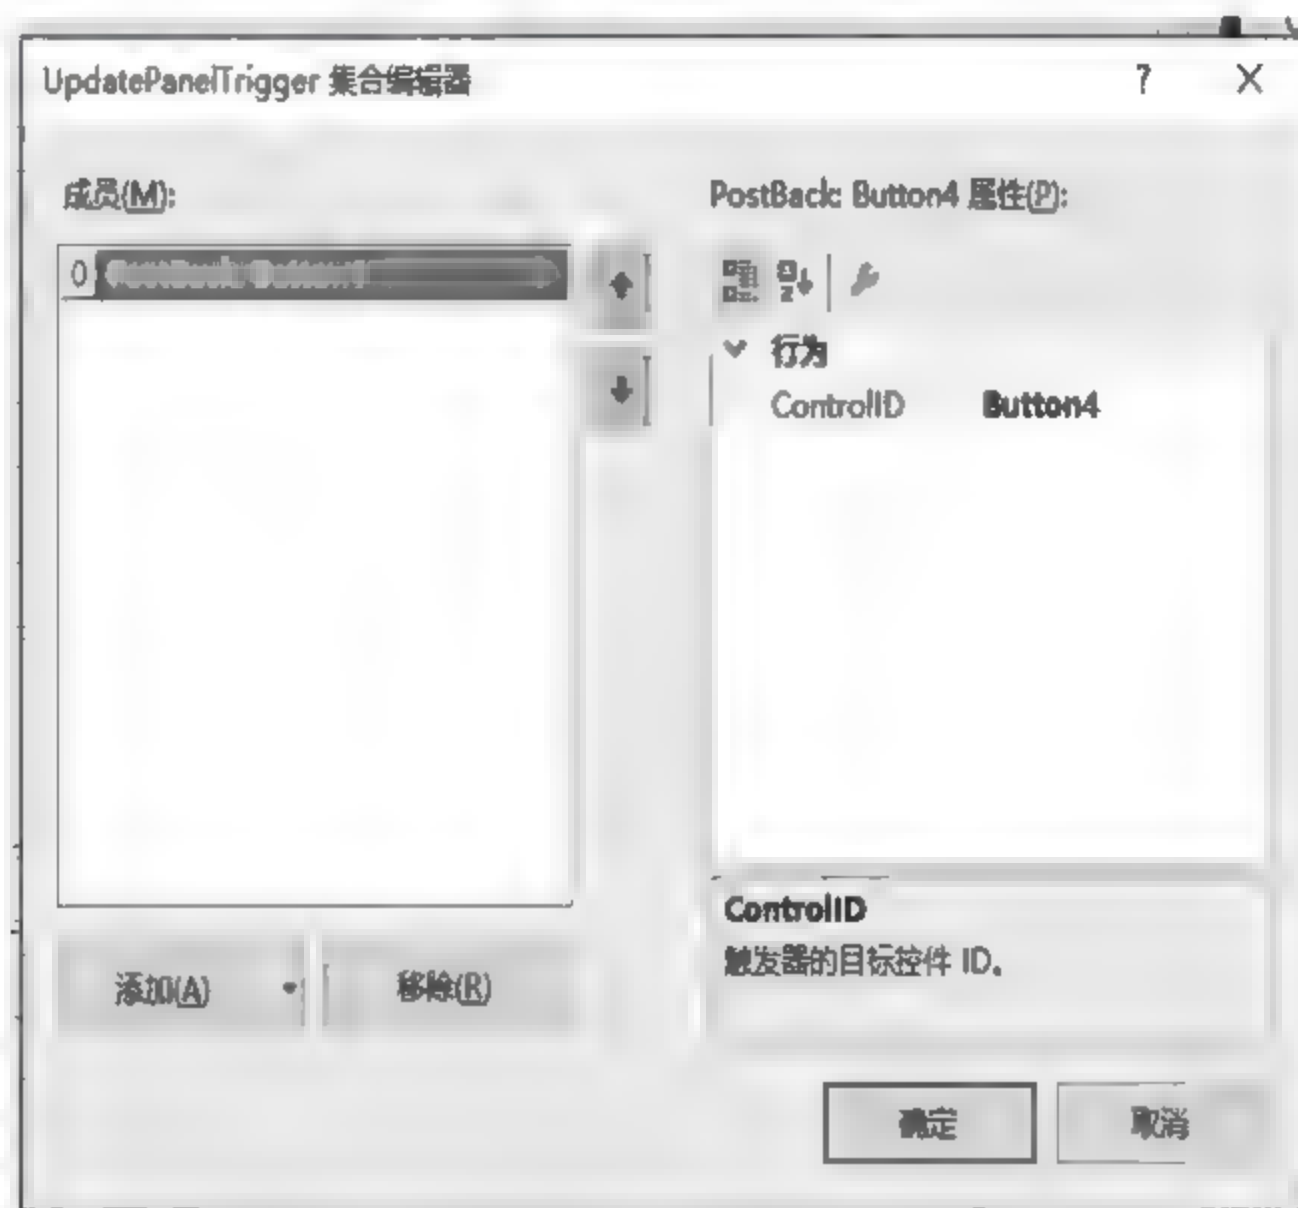 UpdatePanelTrigger 集合编辑器
? X
成员(M):
0
添加(A)
移除(R)
PostBack: Button4 属性(P):
行为
ControlID Button4
ControlID
触发器的目标控件 ID。
确定
取消